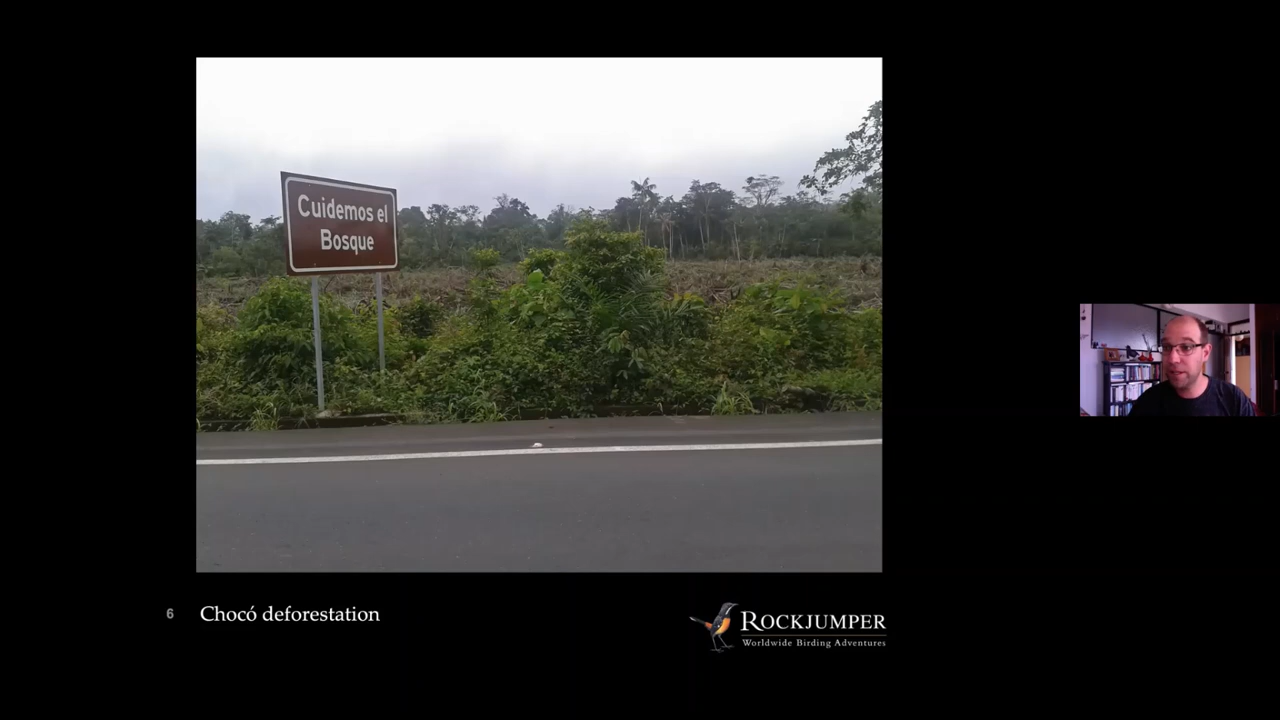 Cuidemos el
Bosque
6 Chocó deforestation
ROCKJUMPER
Worldwide Birding Adventures